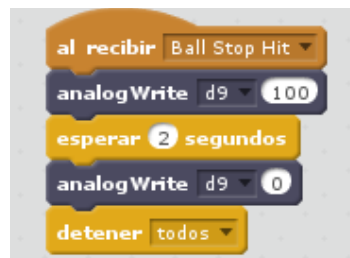 al recibir Ball Stop Hit
analogWrite d9 100
esperar 2 segundos
analogWrite d9 0
detener todos